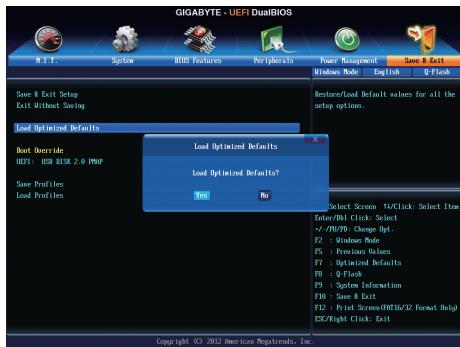 GIGABYTE - UEFI DualBIOS
M.I.T. System BIOS Features Peripherals Power Management Save & Exit
Windows Mode English Q-Flash
Save & Exit Setup
Exit Without Saving
Load Optimized Defaults
Boot Override
UEFI: USB DISK 2.0 PMAP
Save Profiles
Load Profiles
Restore/Load Default values for all the
setup options.
Load Optimized Defaults
X
Load Optimized Defaults?
Yes No
Select Screen ↑↓/Click: Select Item
Enter/Dbl Click: Select
+/-/PU/PD: Change Opt.
F2 : Windows Mode
F5 : Previous Values
F7 : Optimized Defaults
F8 : Q-Flash
F9 : System Information
F10 : Save & Exit
F12 : Print Screen(FAT16/32 Format Only)
ESC/Right Click: Exit
Copyright (C) 2012 American Megatrends, Inc.